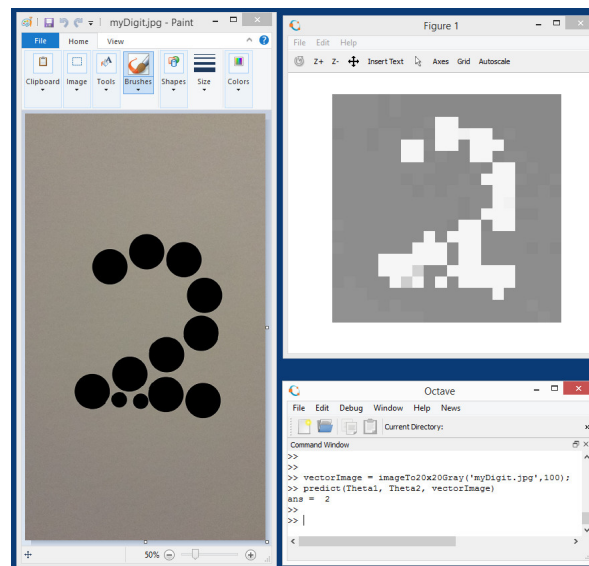 myDigit.jpg - Paint
File Home View
Clipboard Image Tools Brushes Shapes Size Colors
50%
Figure 1
File Edit Help
Z+ Z- Insert Text Axes Grid Autoscale
2
Octave
File Edit Debug Window Help News
Current Directory:
Command Window
>>
>>
>> vectorImage = imageTo20x20Gray('myDigit.jpg',100);
>> predict(Theta1, Theta2, vectorImage)
ans = 2
>>
>>